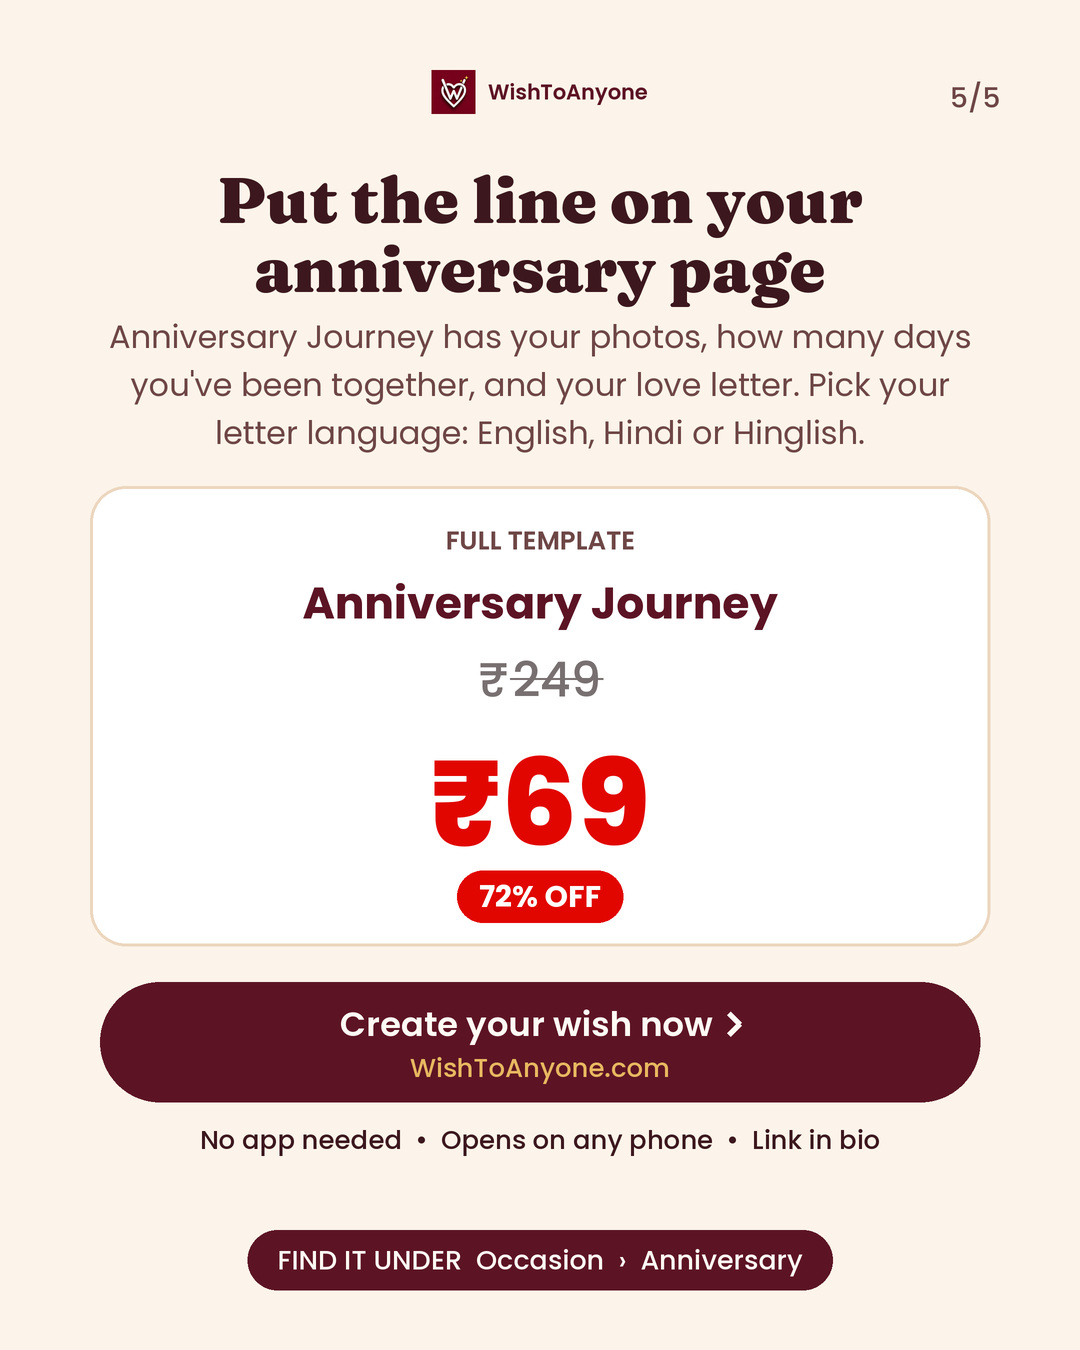 WishToAnyone
5/5
Put the line on your
anniversary page
Anniversary Journey has your photos, how many days
you've been together, and your love letter. Pick your
letter language: English, Hindi or Hinglish.
FULL TEMPLATE
Anniversary Journey
₹249
₹69
72% OFF
Create your wish now ›
WishToAnyone.com
No app needed • Opens on any phone • Link in bio
FIND IT UNDER Occasion › Anniversary